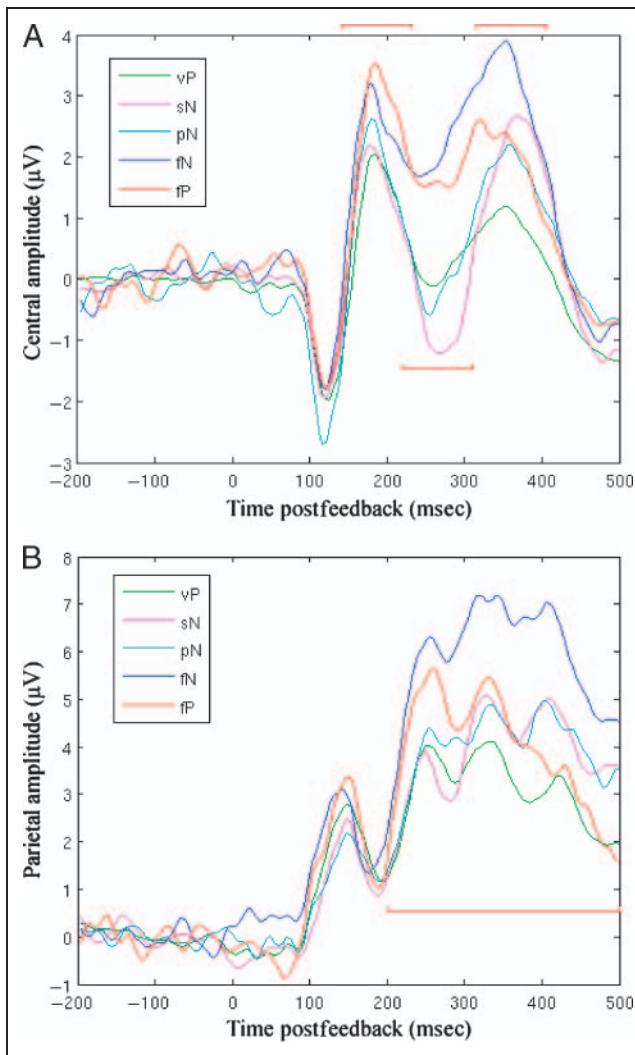 A
Central amplitude (μV)
4
3
2
1
0
−1
−2
−3
vP
sN
pN
fN
fP
−200 −100 0 100 200 300 400 500
Time postfeedback (msec)
B
Parietal amplitude (μV)
8
7
6
5
4
3
2
1
0
−1
vP
sN
pN
fN
fP
−200 −100 0 100 200 300 400 500
Time postfeedback (msec)